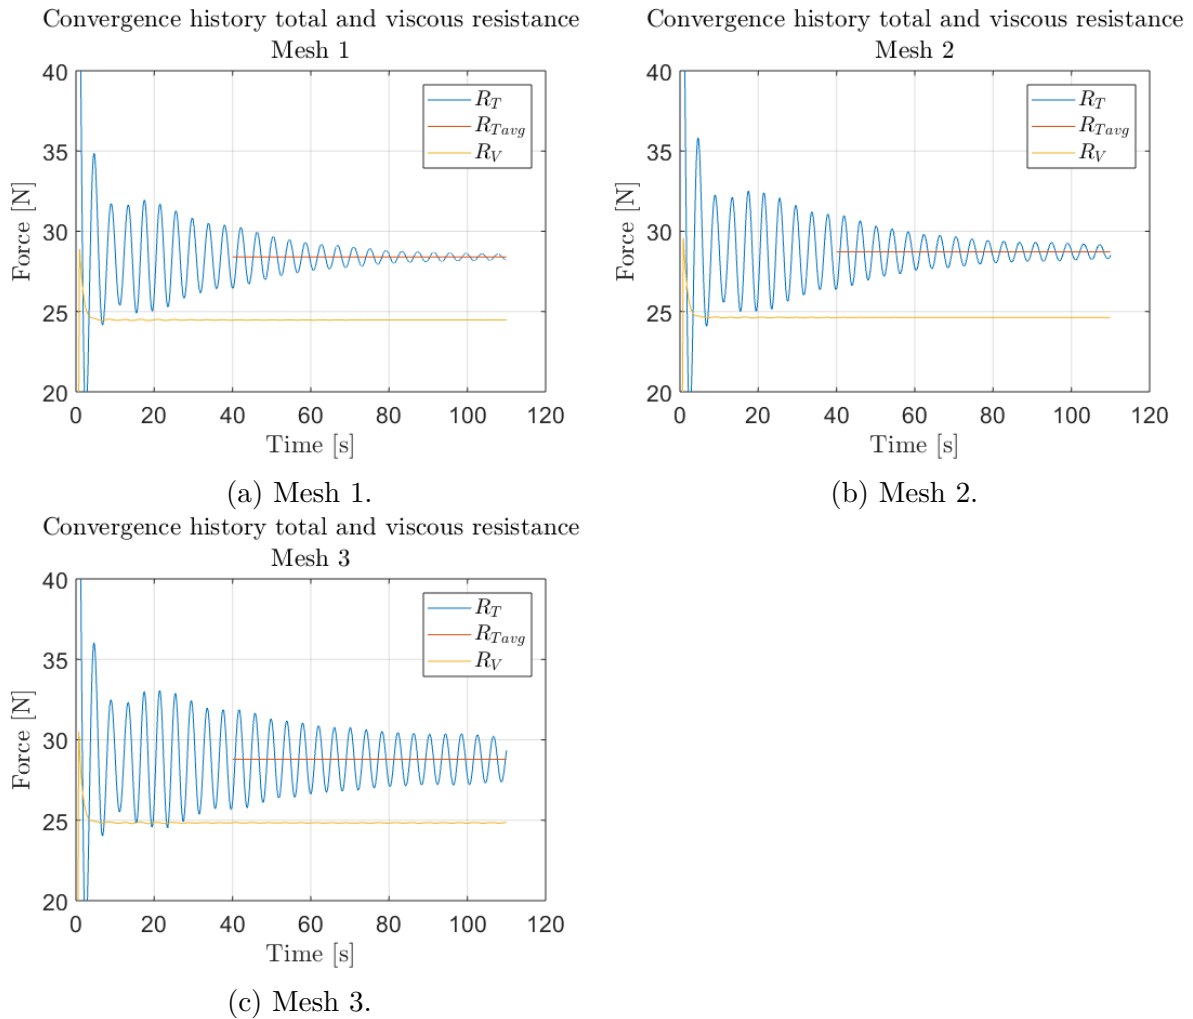 Convergence history total and viscous resistance
Mesh 1
40
35
30
25
20
Force [N]
R_T
R_Tavg
R_V
0 20 40 60 80 100 120
Time [s]
(a) Mesh 1.
Convergence history total and viscous resistance
Mesh 2
40
35
30
25
20
Force [N]
R_T
R_Tavg
R_V
0 20 40 60 80 100 120
Time [s]
(b) Mesh 2.
Convergence history total and viscous resistance
Mesh 3
40
35
30
25
20
Force [N]
R_T
R_Tavg
R_V
0 20 40 60 80 100 120
Time [s]
(c) Mesh 3.